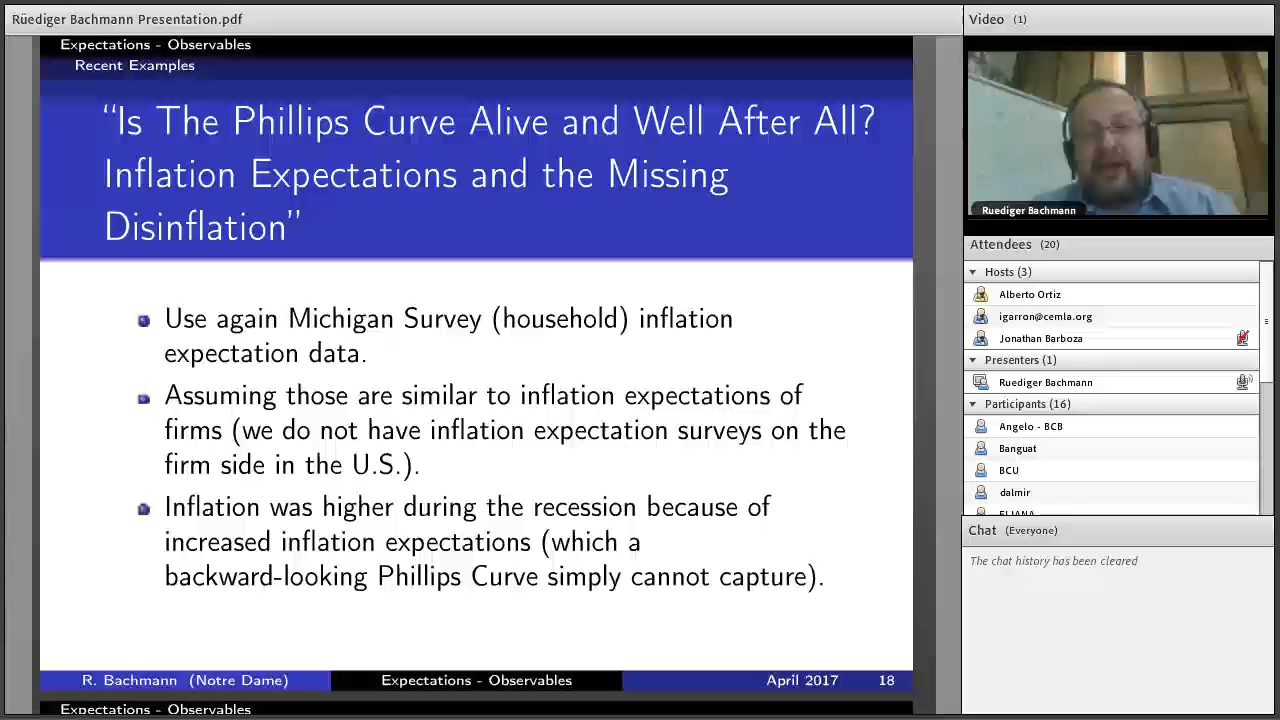 Rüediger Bachmann Presentation.pdf
Expectations - Observables
Recent Examples
“Is The Phillips Curve Alive and Well After All?
Inflation Expectations and the Missing
Disinflation”
Use again Michigan Survey (household) inflation
expectation data.
Assuming those are similar to inflation expectations of
firms (we do not have inflation expectation surveys on the
firm side in the U.S.).
Inflation was higher during the recession because of
increased inflation expectations (which a
backward-looking Phillips Curve simply cannot capture).
R. Bachmann (Notre Dame)
Expectations - Observables
April 2017
18
Expectations - Observables
Video (1)
Ruediger Bachmann
Attendees (20)
Hosts (3)
Alberto Ortiz
igarron@cemla.org
Jonathan Barboza
Presenters (1)
Ruediger Bachmann
Participants (16)
Angelo - BCB
Banguat
BCU
dalmir
Chat (Everyone)
The chat history has been cleared